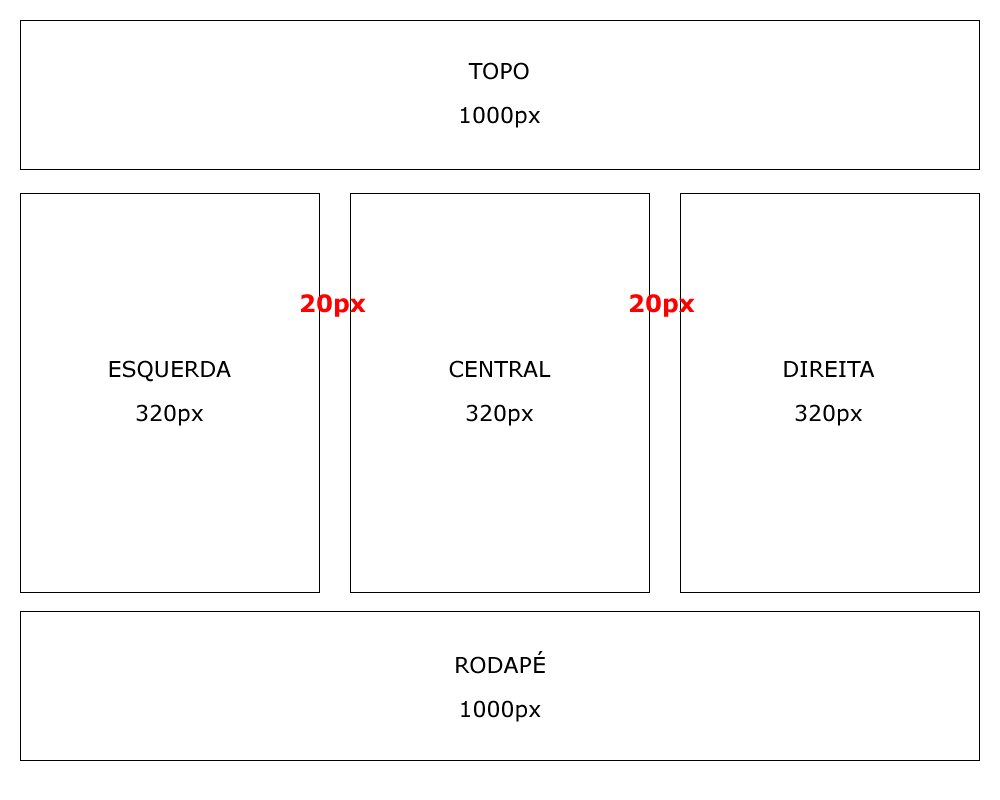 TOPO
1000px
20px
20px
ESQUERDA
320px
CENTRAL
320px
DIREITA
320px
RODAPÉ
1000px